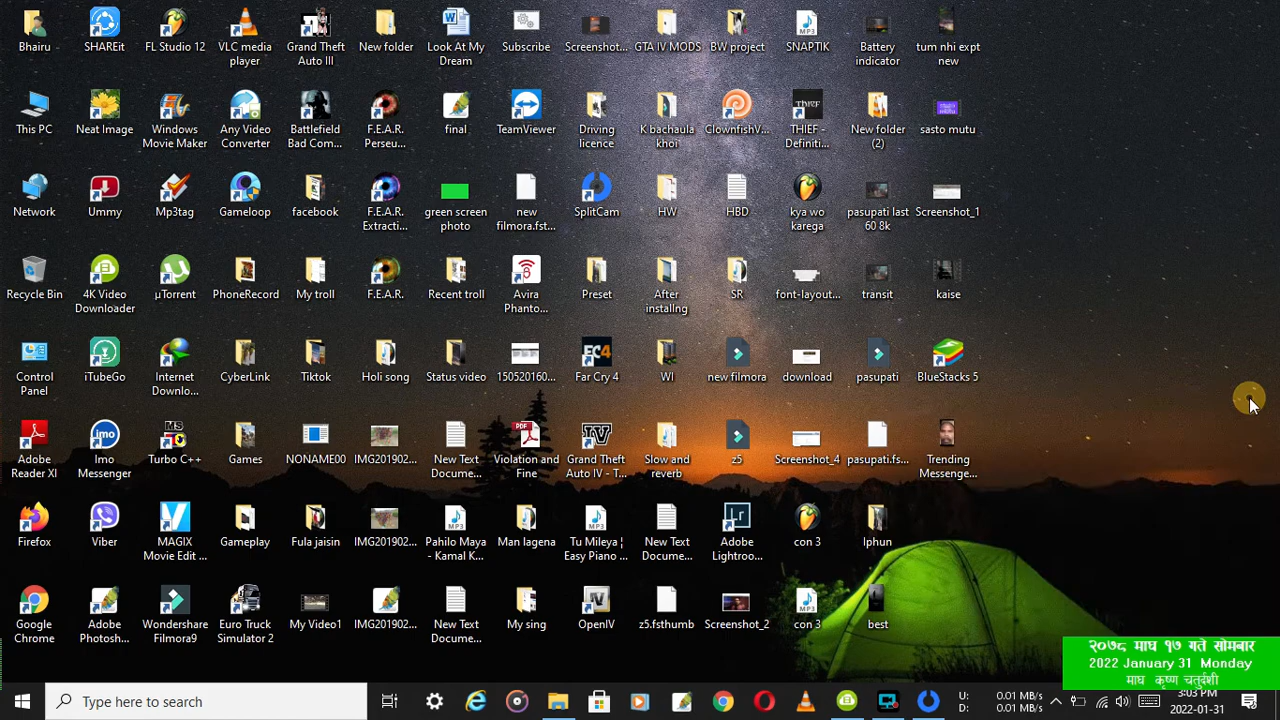 Bhairu
SHAREit
FL Studio 12
VLC media
player
Grand Theft
Auto III
New folder
Look At My
Dream
Subscribe
Screenshot...
GTA IV MODS
BW project
SNAPTIK
Battery
indicator
tum nhi expt
new
This PC
Neat Image
Windows
Movie Maker
Any Video
Converter
Battlefield
Bad Com...
F.E.A.R.
Perseu...
final
TeamViewer
Driving
licence
K bachaula
khoi
ClownfishV...
THIEF -
Definiti...
New folder
(2)
sasto mutu
Network
Ummy
Mp3tag
Gameloop
facebook
F.E.A.R.
Extracti...
green screen
photo
new
filmora.fst...
SplitCam
HW
HBD
kya wo
karega
pasupati last
60 8k
Screenshot_1
Recycle Bin
4K Video
Downloader
µTorrent
PhoneRecord
My troll
F.E.A.R.
Recent troll
Avira
Phanto...
Preset
After
installng
SR
font-layout...
transit
kaise
Control
Panel
iTubeGo
Internet
Downlo...
CyberLink
Tiktok
Holi song
Status video
150520160...
Far Cry 4
WI
new filmora
download
pasupati
BlueStacks 5
Adobe
Reader XI
Imo
Messenger
Turbo C++
Games
NONAME00
IMG201902...
New Text
Docume...
Violation and
Fine
Grand Theft
Auto IV - T...
Slow and
reverb
z5
Screenshot_4
pasupati.fs...
Trending
Messenge...
Firefox
Viber
MAGIX
Movie Edit ...
Gameplay
Fula jaisin
IMG201902...
Pahilo Maya
- Kamal K...
Man lagena
Tu Mileya ¦
Easy Piano ...
New Text
Docume...
Adobe
Lightroo...
con 3
Iphun
Google
Chrome
Adobe
Photosh...
Wondershare
Filmora9
Euro Truck
Simulator 2
My Video1
IMG201902...
New Text
Docume...
My sing
OpenIV
z5.fsthumb
Screenshot_2
con 3
best
२०७८ माघ १७ गते सोमबार
2022 January 31 Monday
माघ कृष्ण चतुर्दशी
Type here to search
U: 0.01 MB/s
D: 0.01 MB/s
3:03 PM
2022-01-31